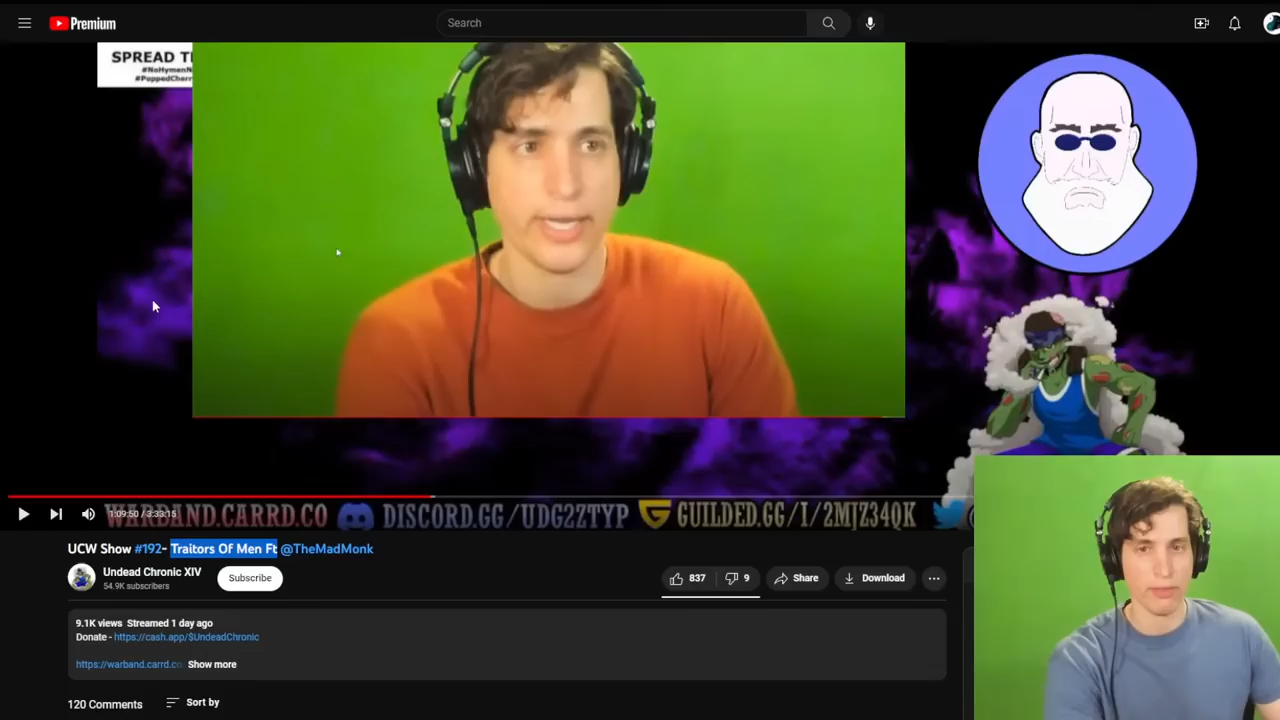 Premium
Search
SPREAD T
#NoHymenN
#PoppedCherr
1:09:50 / 3:33:15
WARBAND.CARRD.CO DISCORD.GG/UDG2ZTYP GUILDED.GG/I/2MJZ34QK
UCW Show #192- Traitors Of Men Ft @TheMadMonk
Undead Chronic XIV
54.9K subscribers
Subscribe
837
9
Share
Download
9.1K views Streamed 1 day ago
Donate - https://cash.app/$UndeadChronic
https://warband.carrd.co Show more
120 Comments
Sort by